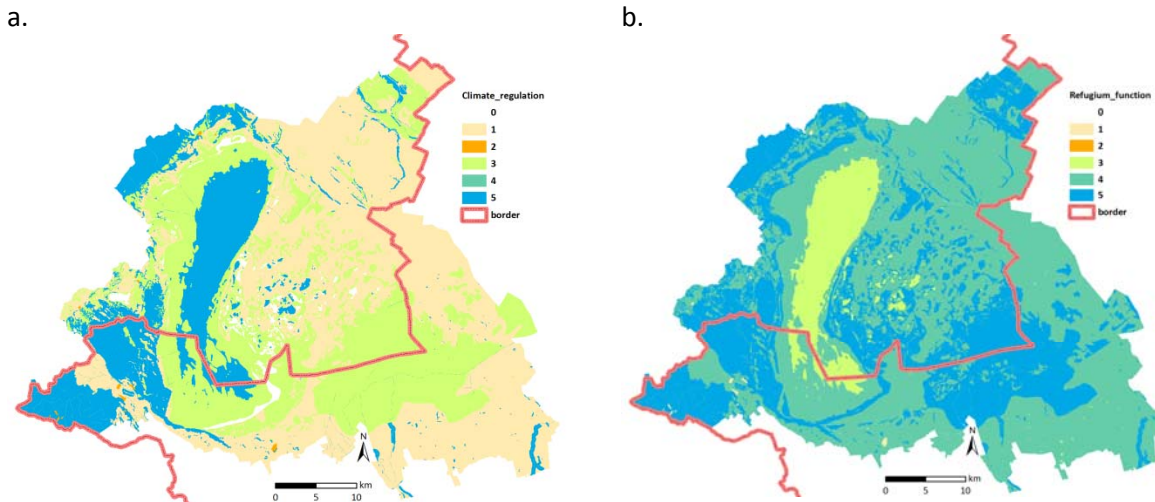 a.
Climate_regulation
0
1
2
3
4
5
border
N
km
0 5 10
b.
Refugium_function
0
1
2
3
4
5
border
N
km
0 5 10